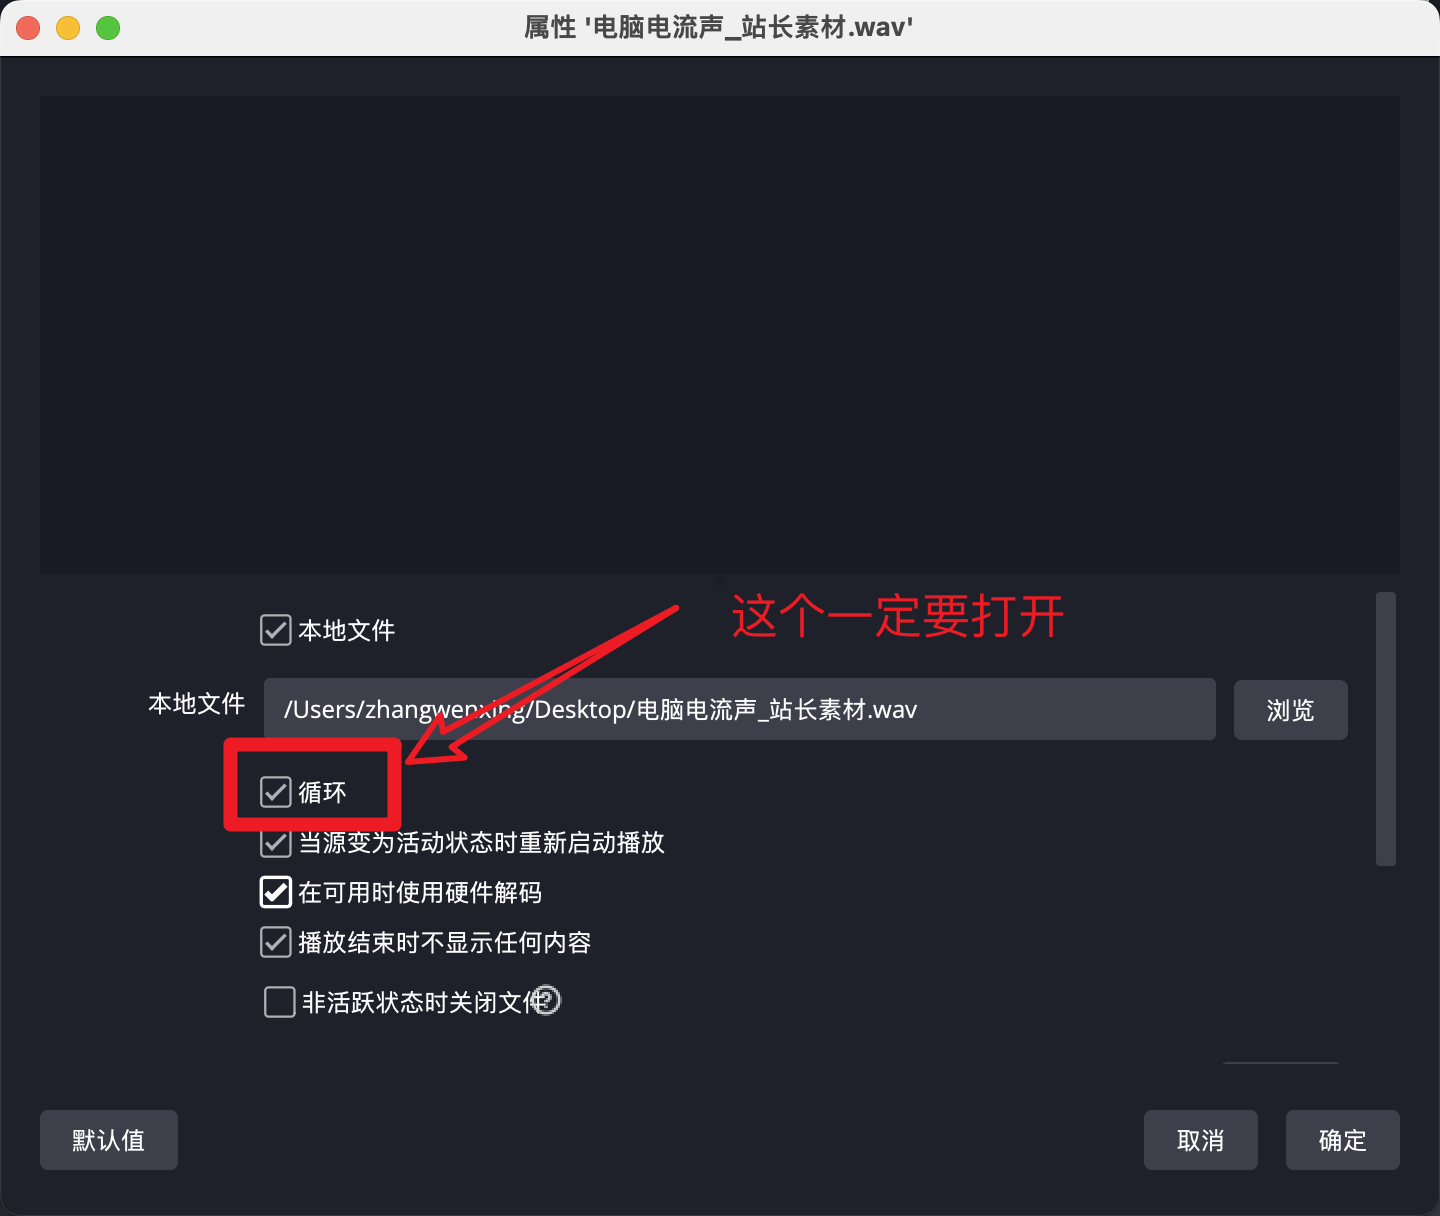 属性 '电脑电流声_站长素材.wav'
这个一定要打开
本地文件
本地文件 /Users/zhangwenxing/Desktop/电脑电流声_站长素材.wav 浏览
循环
当源变为活动状态时重新启动播放
在可用时使用硬件解码
播放结束时不显示任何内容
非活跃状态时关闭文件
默认值 取消 确定